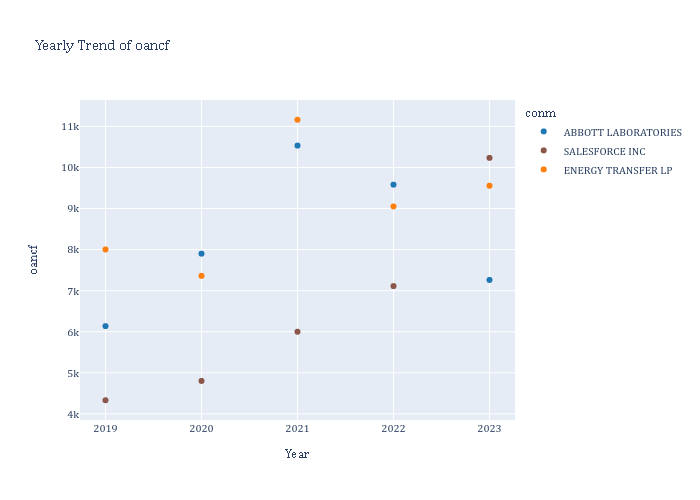 Yearly Trend of oancf
conm
ABBOTT LABORATORIES
SALESFORCE INC
ENERGY TRANSFER LP
11k
10k
9k
8k
7k
6k
5k
4k
oancf
2019 2020 2021 2022 2023
Year